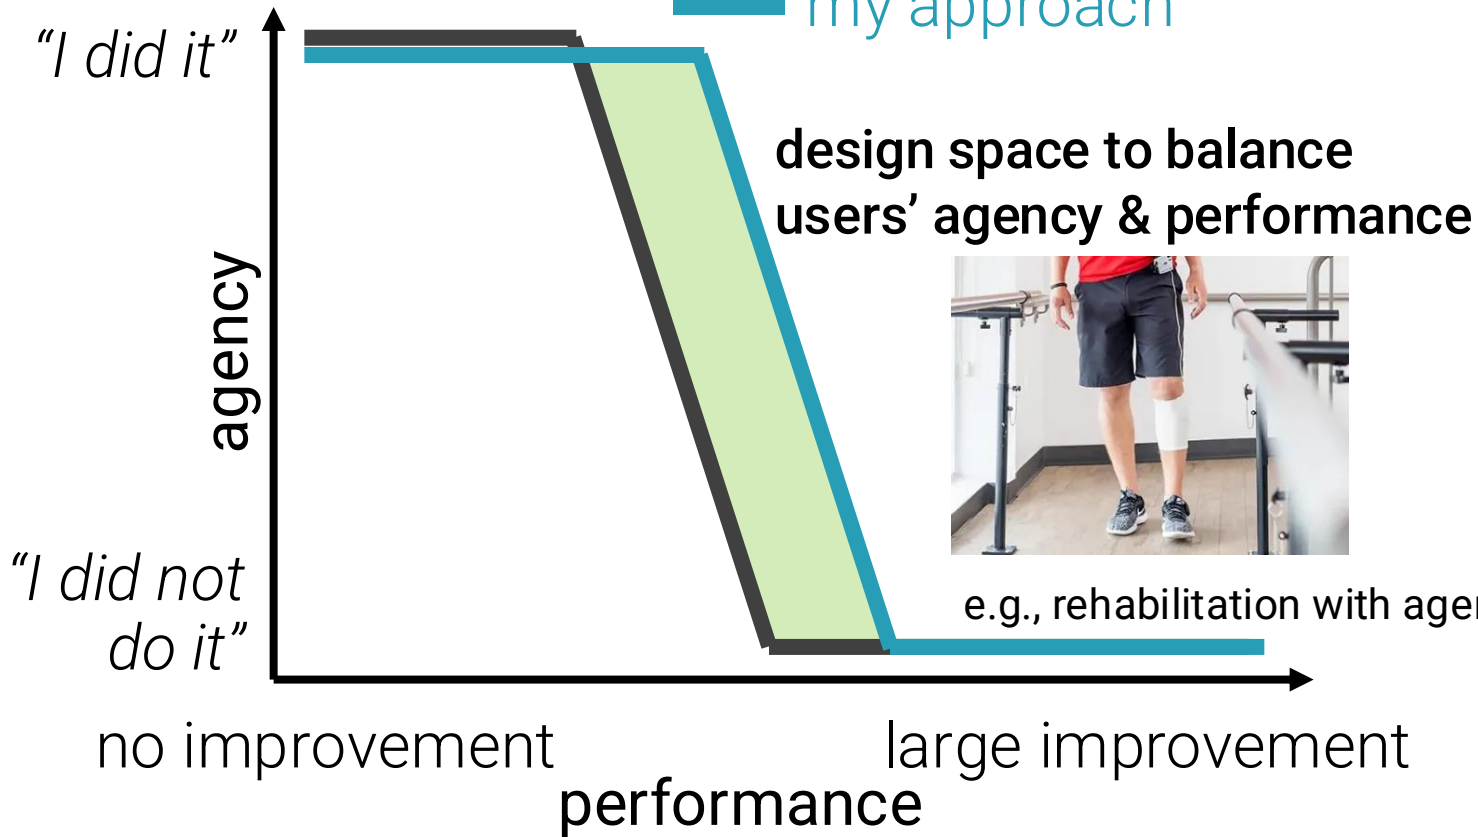 my approach
“I did it”
design space to balance
users’ agency & performance
agency
“I did not
do it”
e.g., rehabilitation with
no improvement
large improvement
performance